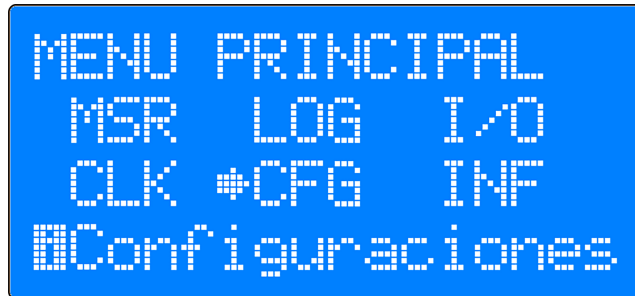 MENU PRINCIPAL
MSR LOG I/O
CLK →CFG INF
Configuraciones